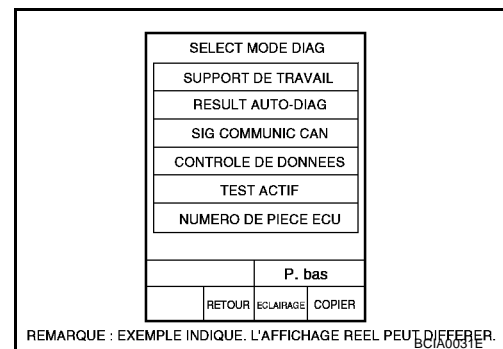 SELECT MODE DIAG
SUPPORT DE TRAVAIL
RESULT AUTO-DIAG
SIG COMMUNIC CAN
CONTROLE DE DONNEES
TEST ACTIF
NUMERO DE PIECE ECU
P. bas
RETOUR ECLAIRAGE COPIER
REMARQUE : EXEMPLE INDIQUE. L'AFFICHAGE REEL PEUT DIFFERER.
BCIA0031E